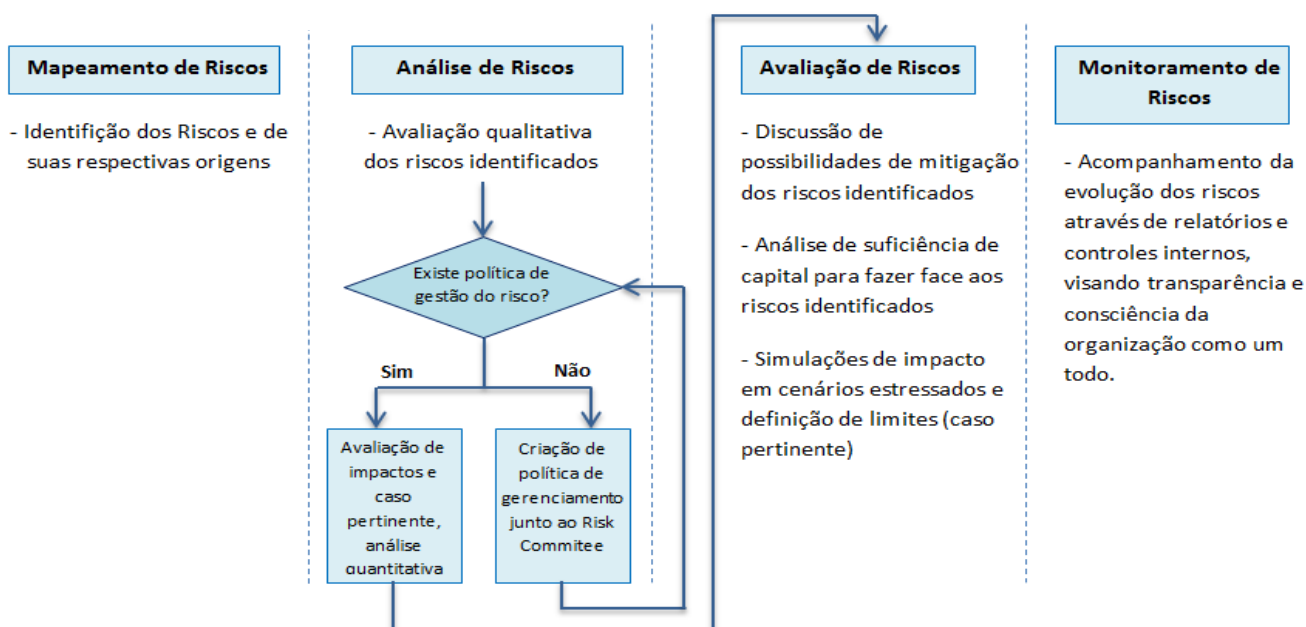 Mapeamento de Riscos
- Identifição dos Riscos e de
suas respectivas origens
Análise de Riscos
- Avaliação qualitativa
dos riscos identificados
Existe política de
gestão do risco?
Sim
Não
Avaliação de
impactos e
caso
pertinente,
análise
quantitativa
Criação de
política de
gerenciamento
junto ao Risk
Commitee
Avaliação de Riscos
- Discussão de
possibilidades de mitigação
dos riscos identificados
- Análise de suficiência de
capital para fazer face aos
riscos identificados
- Simulações de impacto
em cenários estressados e
definição de limites (caso
pertinente)
Monitoramento de
Riscos
- Acompanhamento da
evolução dos riscos
através de relatórios e
controles internos,
visando transparência e
consciência da
organização como um
todo.